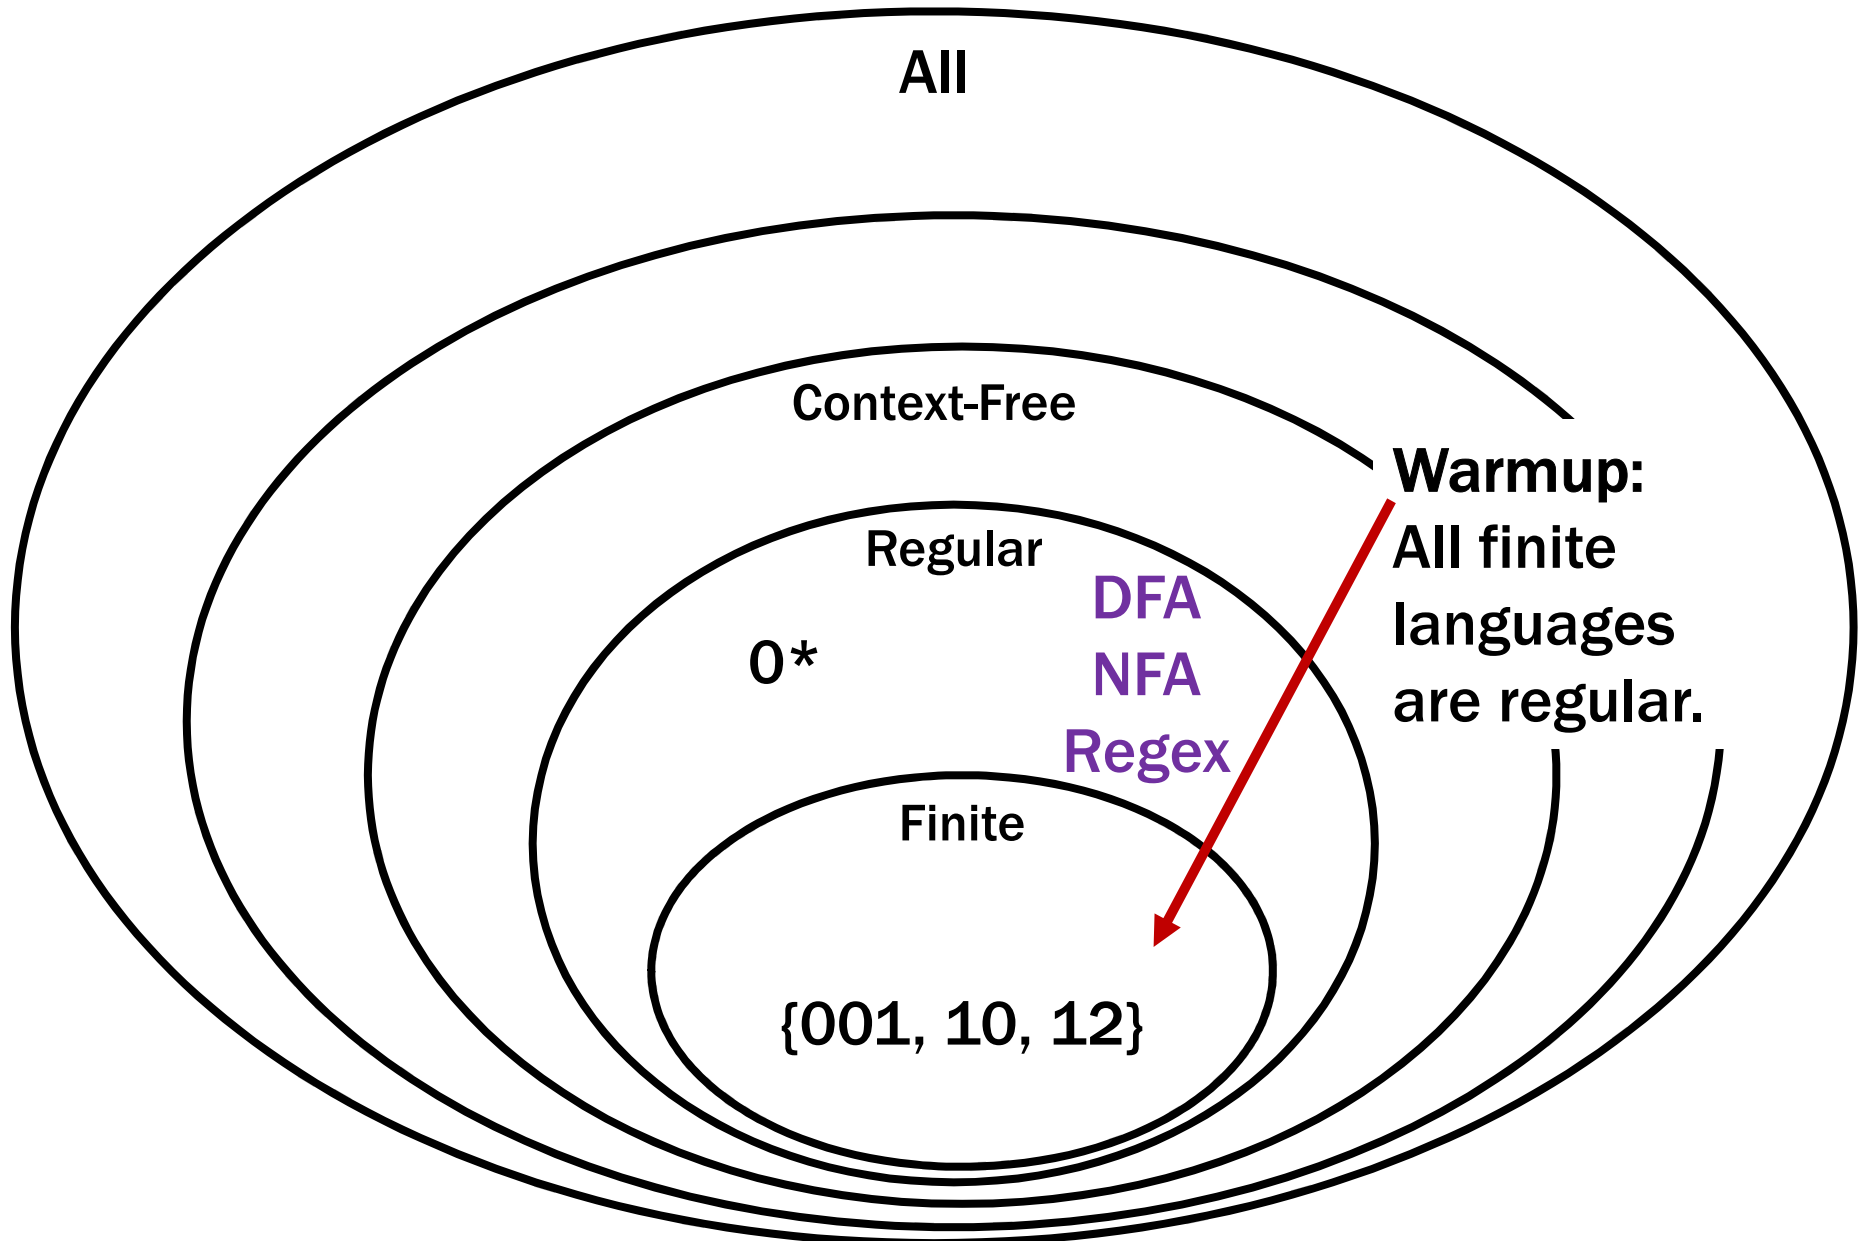 All
Context-Free
Warmup:
All finite
languages
are regular.
Regular
DFA
NFA
Regex
0*
Finite
{001, 10, 12}